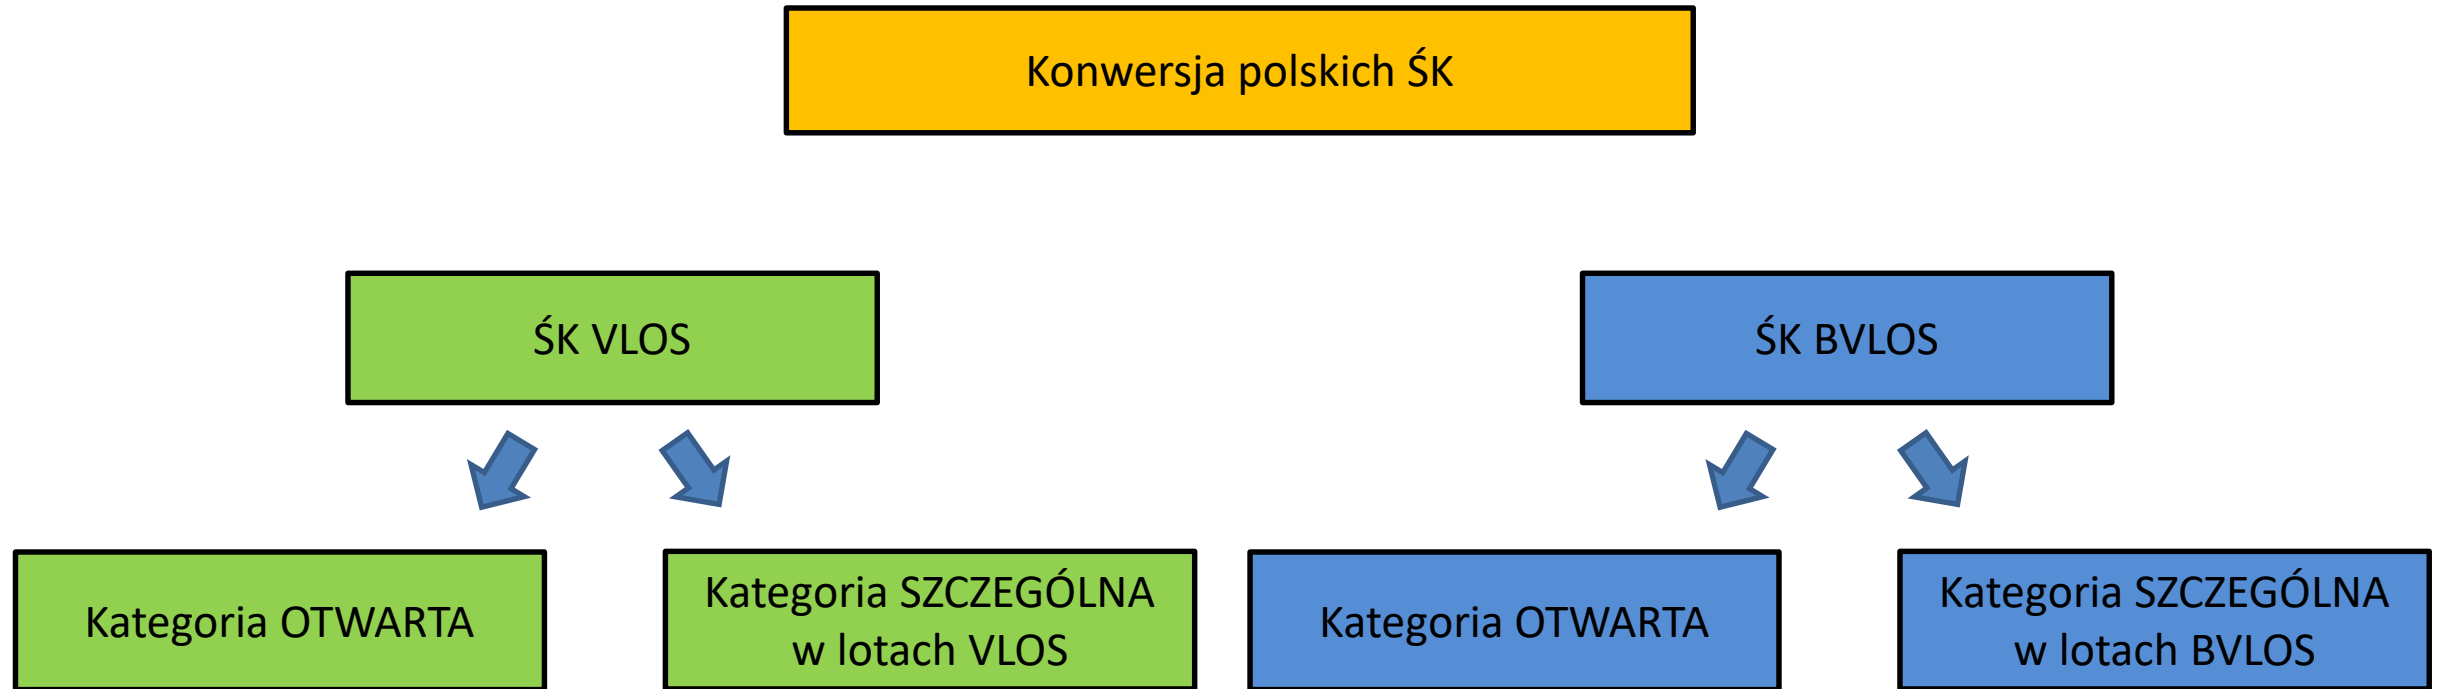 Konwersja polskich ŚK
ŚK VLOS
ŚK BVLOS
Kategoria OTWARTA
Kategoria SZCZEGÓLNA
w lotach VLOS
Kategoria OTWARTA
Kategoria SZCZEGÓLNA
w lotach BVLOS